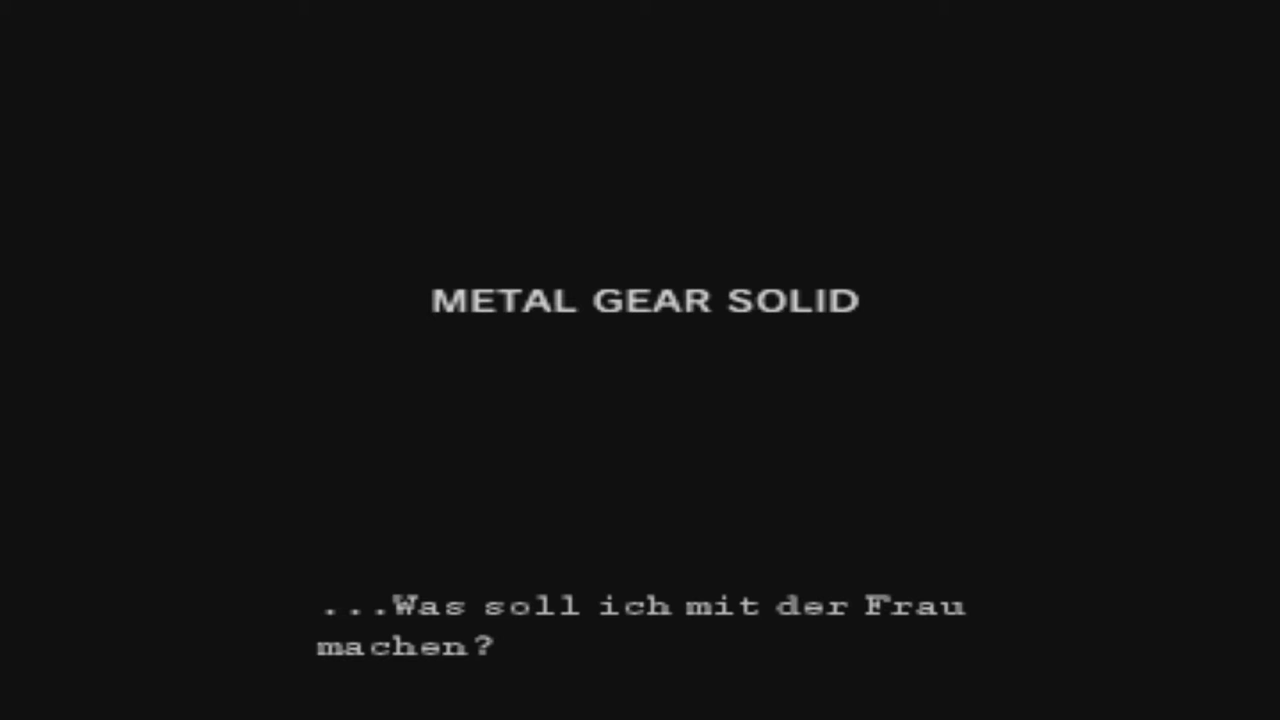 METAL GEAR SOLID
...Was soll ich mit der Frau
machen?